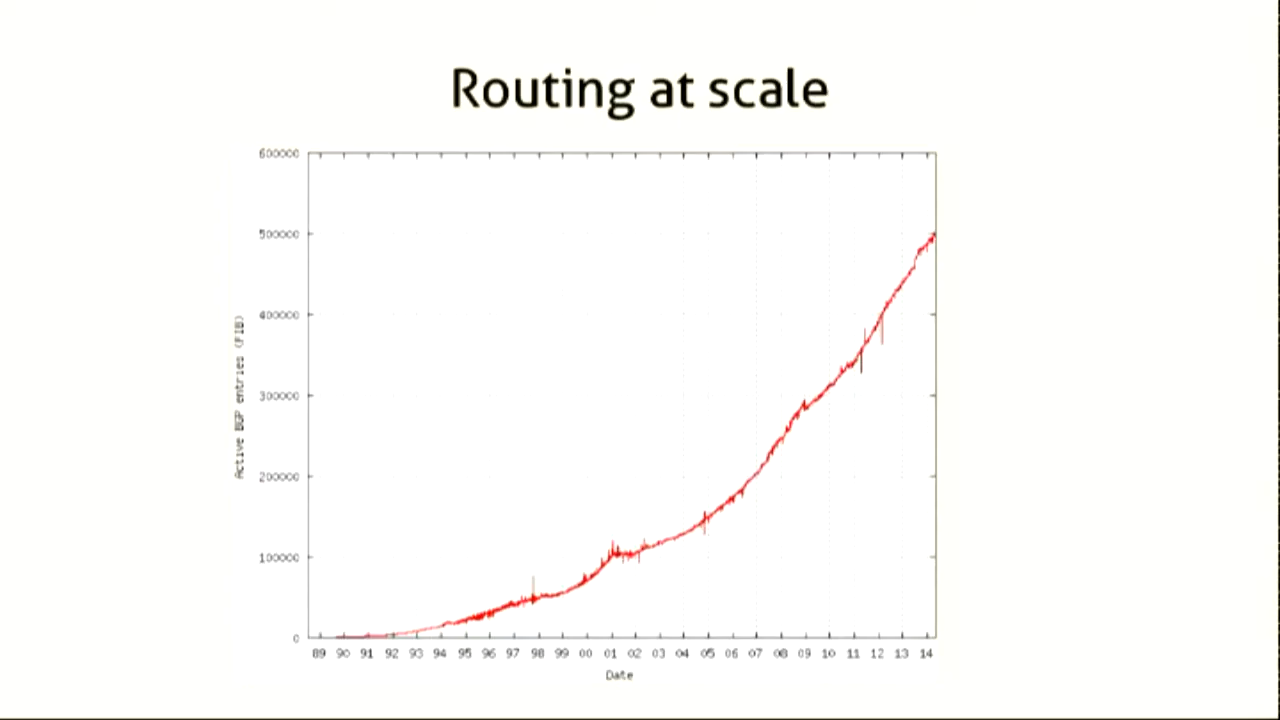 Routing at scale
600000
500000
400000
300000
200000
100000
0
Active BGP entries (FIB)
89 90 91 92 93 94 95 96 97 98 99 00 01 02 03 04 05 06 07 08 09 10 11 12 13 14
Date